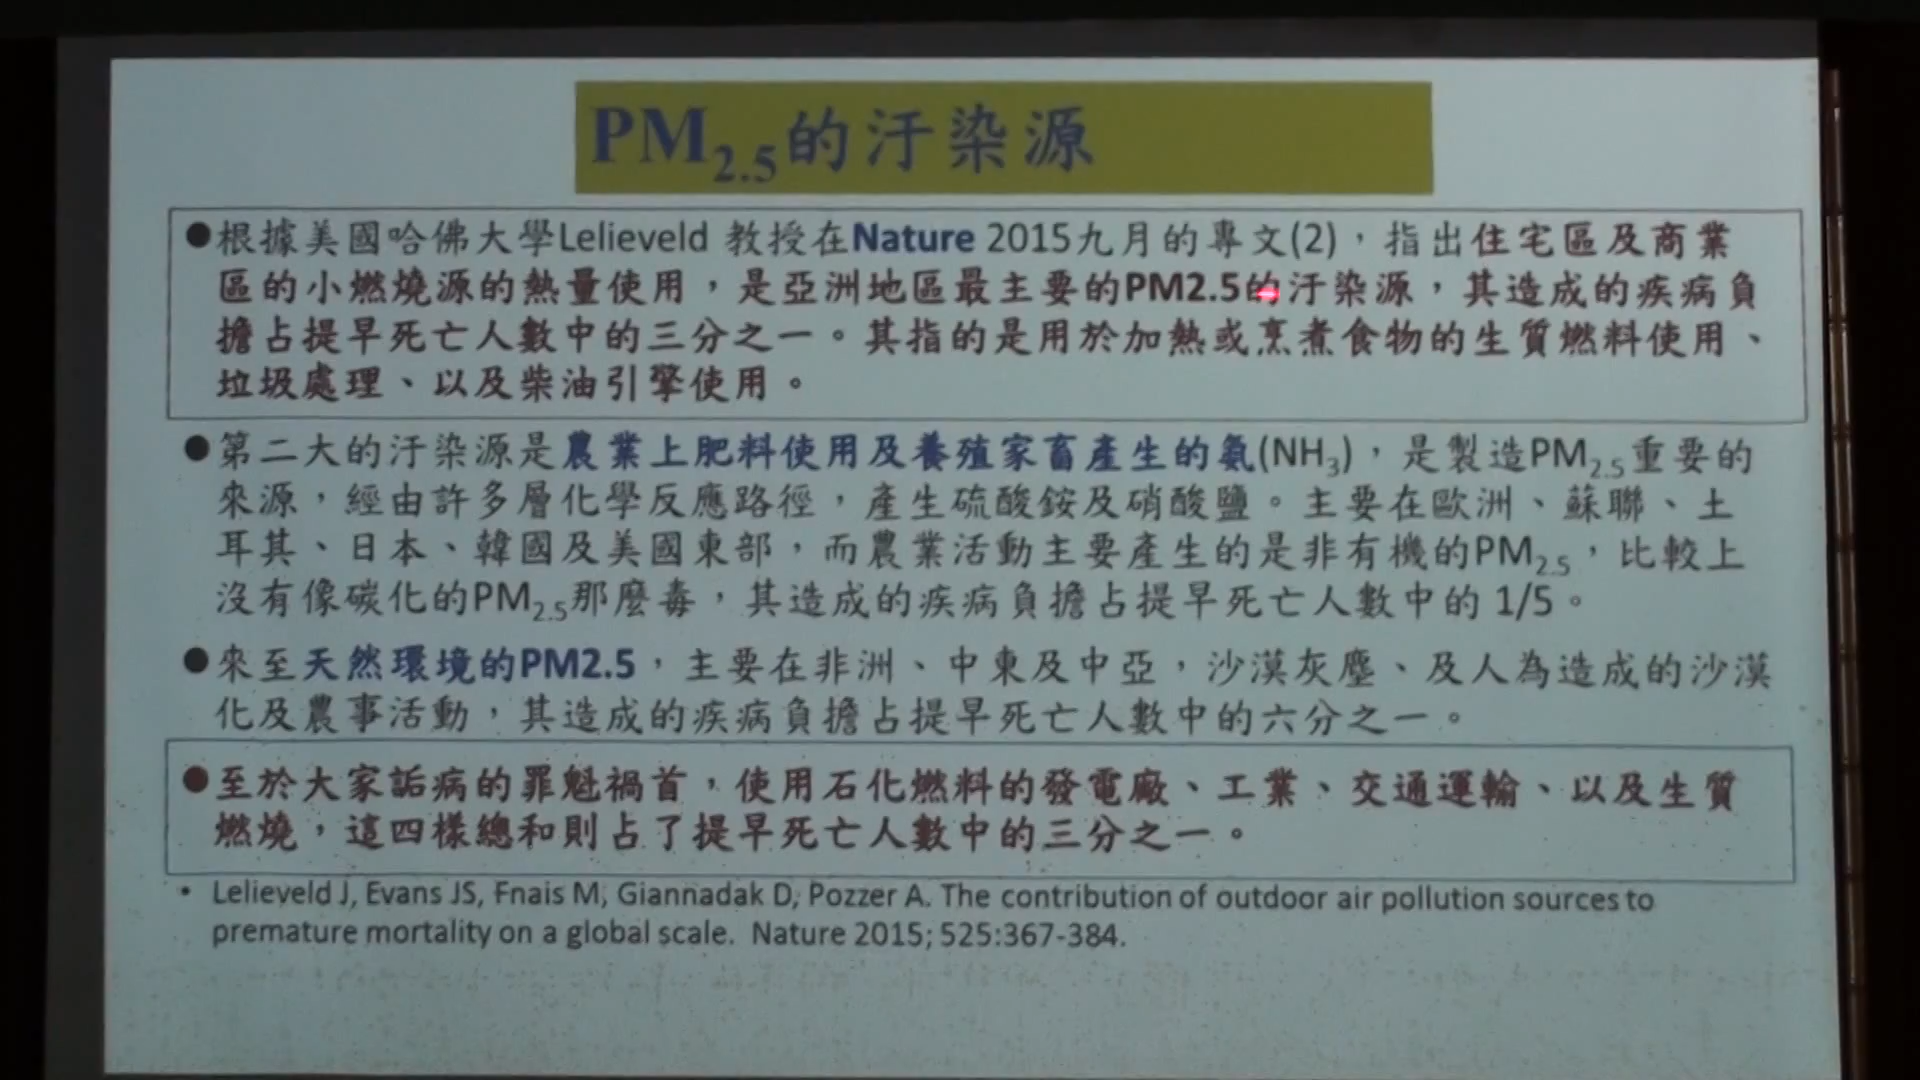 PM2.5的汙染源
●根據美國哈佛大學Lelieveld 教授在Nature 2015九月的專文(2)，指出住宅區及商業
區的小燃燒源的熱量使用，是亞洲地區最主要的PM2.5的汙染源，其造成的疾病負
擔占提早死亡人數中的三分之一。其指的是用於加熱或烹煮食物的生質燃料使用、
垃圾處理、以及柴油引擎使用。
●第二大的汙染源是農業上肥料使用及養殖家畜產生的氨(NH3)，是製造PM2.5重要的
來源，經由許多層化學反應路徑，產生硫酸銨及硝酸鹽。主要在歐洲、蘇聯、土
耳其、日本、韓國及美國東部，而農業活動主要產生的是非有機的PM2.5，比較上
沒有像碳化的PM2.5那麼毒，其造成的疾病負擔占提早死亡人數中的 1/5。
●來至天然環境的PM2.5，主要在非洲、中東及中亞，沙漠灰塵、及人為造成的沙漠
化及農事活動，其造成的疾病負擔占提早死亡人數中的六分之一。
●至於大家詬病的罪魁禍首，使用石化燃料的發電廠、工業、交通運輸、以及生質
燃燒，這四樣總和則占了提早死亡人數中的三分之一。
• Lelieveld J, Evans JS, Fnais M, Giannadak D, Pozzer A. The contribution of outdoor air pollution sources to
premature mortality on a global scale. Nature 2015; 525:367-384.